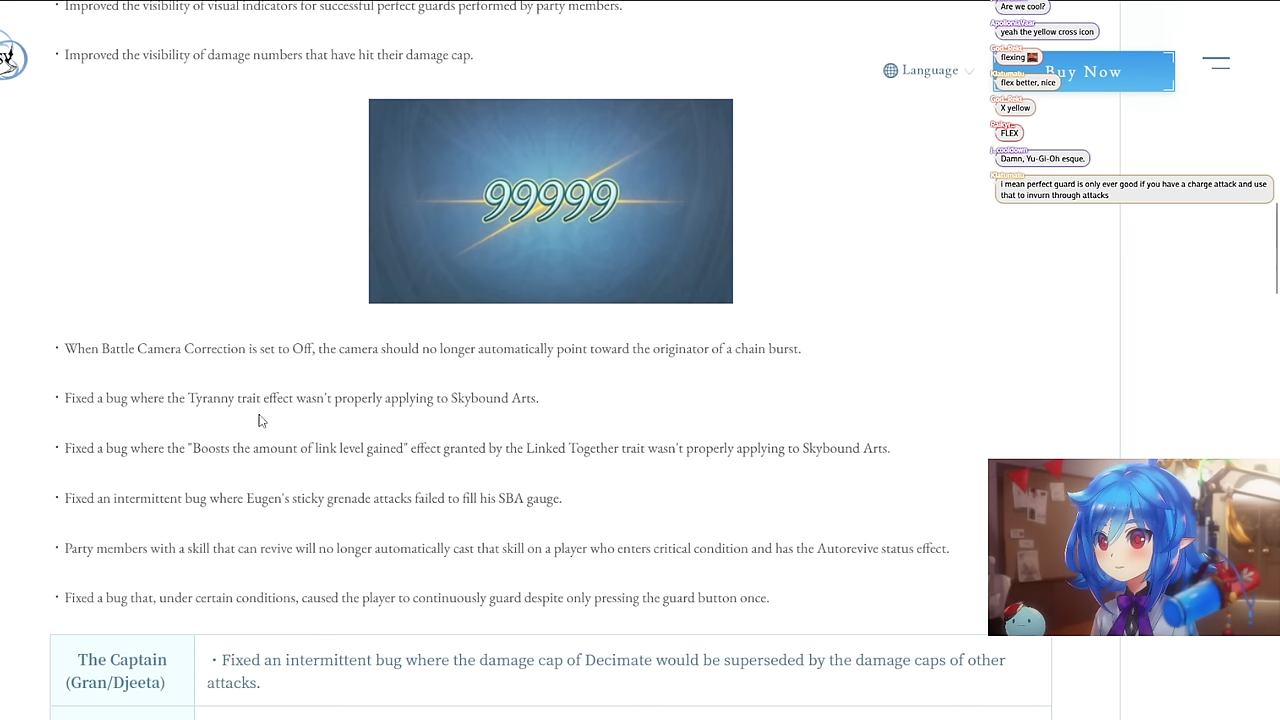 ・ Improved the visibility of visual indicators for successful perfect guards performed by party members.
・ Improved the visibility of damage numbers that have hit their damage cap.
Language
Buy Now
99999
・ When Battle Camera Correction is set to Off, the camera should no longer automatically point toward the originator of a chain burst.
・ Fixed a bug where the Tyranny trait effect wasn't properly applying to Skybound Arts.
・ Fixed a bug where the "Boosts the amount of link level gained" effect granted by the Linked Together trait wasn't properly applying to Skybound Arts.
・ Fixed an intermittent bug where Eugen's sticky grenade attacks failed to fill his SBA gauge.
・ Party members with a skill that can revive will no longer automatically cast that skill on a player who enters critical condition and has the Autorevive status effect.
・ Fixed a bug that, under certain conditions, caused the player to continuously guard despite only pressing the guard button once.
The Captain
(Gran/Djeeta)
・Fixed an intermittent bug where the damage cap of Decimate would be superseded by the damage caps of other
attacks.
Are we cool?
yeah the yellow cross icon
flexing
flex better, nice
X yellow
FLEX
i_cooldown
Damn, Yu-Gi-Oh esque.
i mean perfect guard is only ever good if you have a charge attack and use
that to invurn through attacks